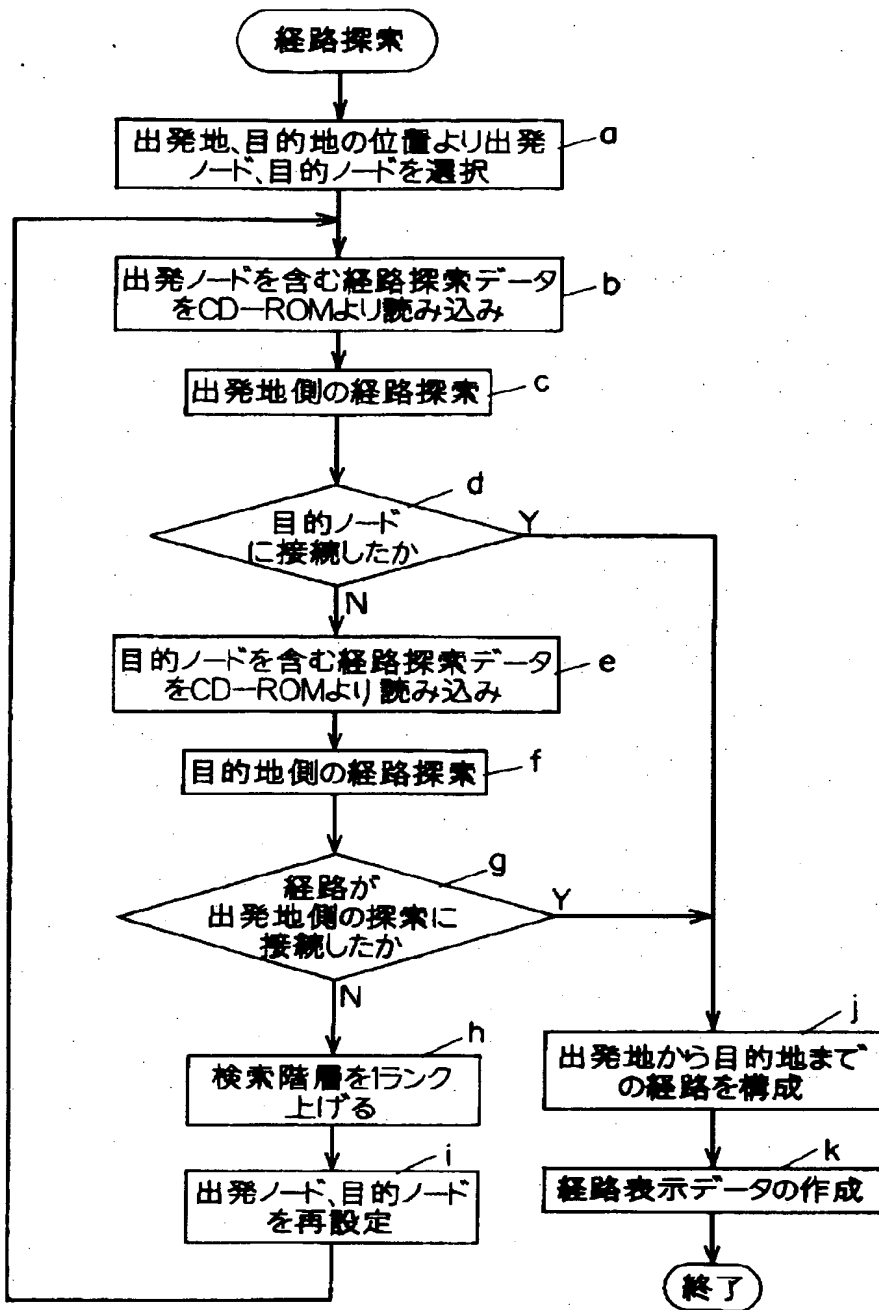 経路探索
出発地、目的地の位置より出発
ノード、目的ノードを選択
a
出発ノードを含む経路探索データ
をCD-ROMより読み込み
b
出発地側の経路探索
c
d
目的ノード
に接続したか
Y
N
目的ノードを含む経路探索データ
をCD-ROMより読み込み
e
目的地側の経路探索
f
g
経路が
出発地側の探索に
接続したか
Y
N
h
検索階層を1ランク
上げる
i
出発ノード、目的ノード
を再設定
j
出発地から目的地まで
の経路を構成
k
経路表示データの作成
終了